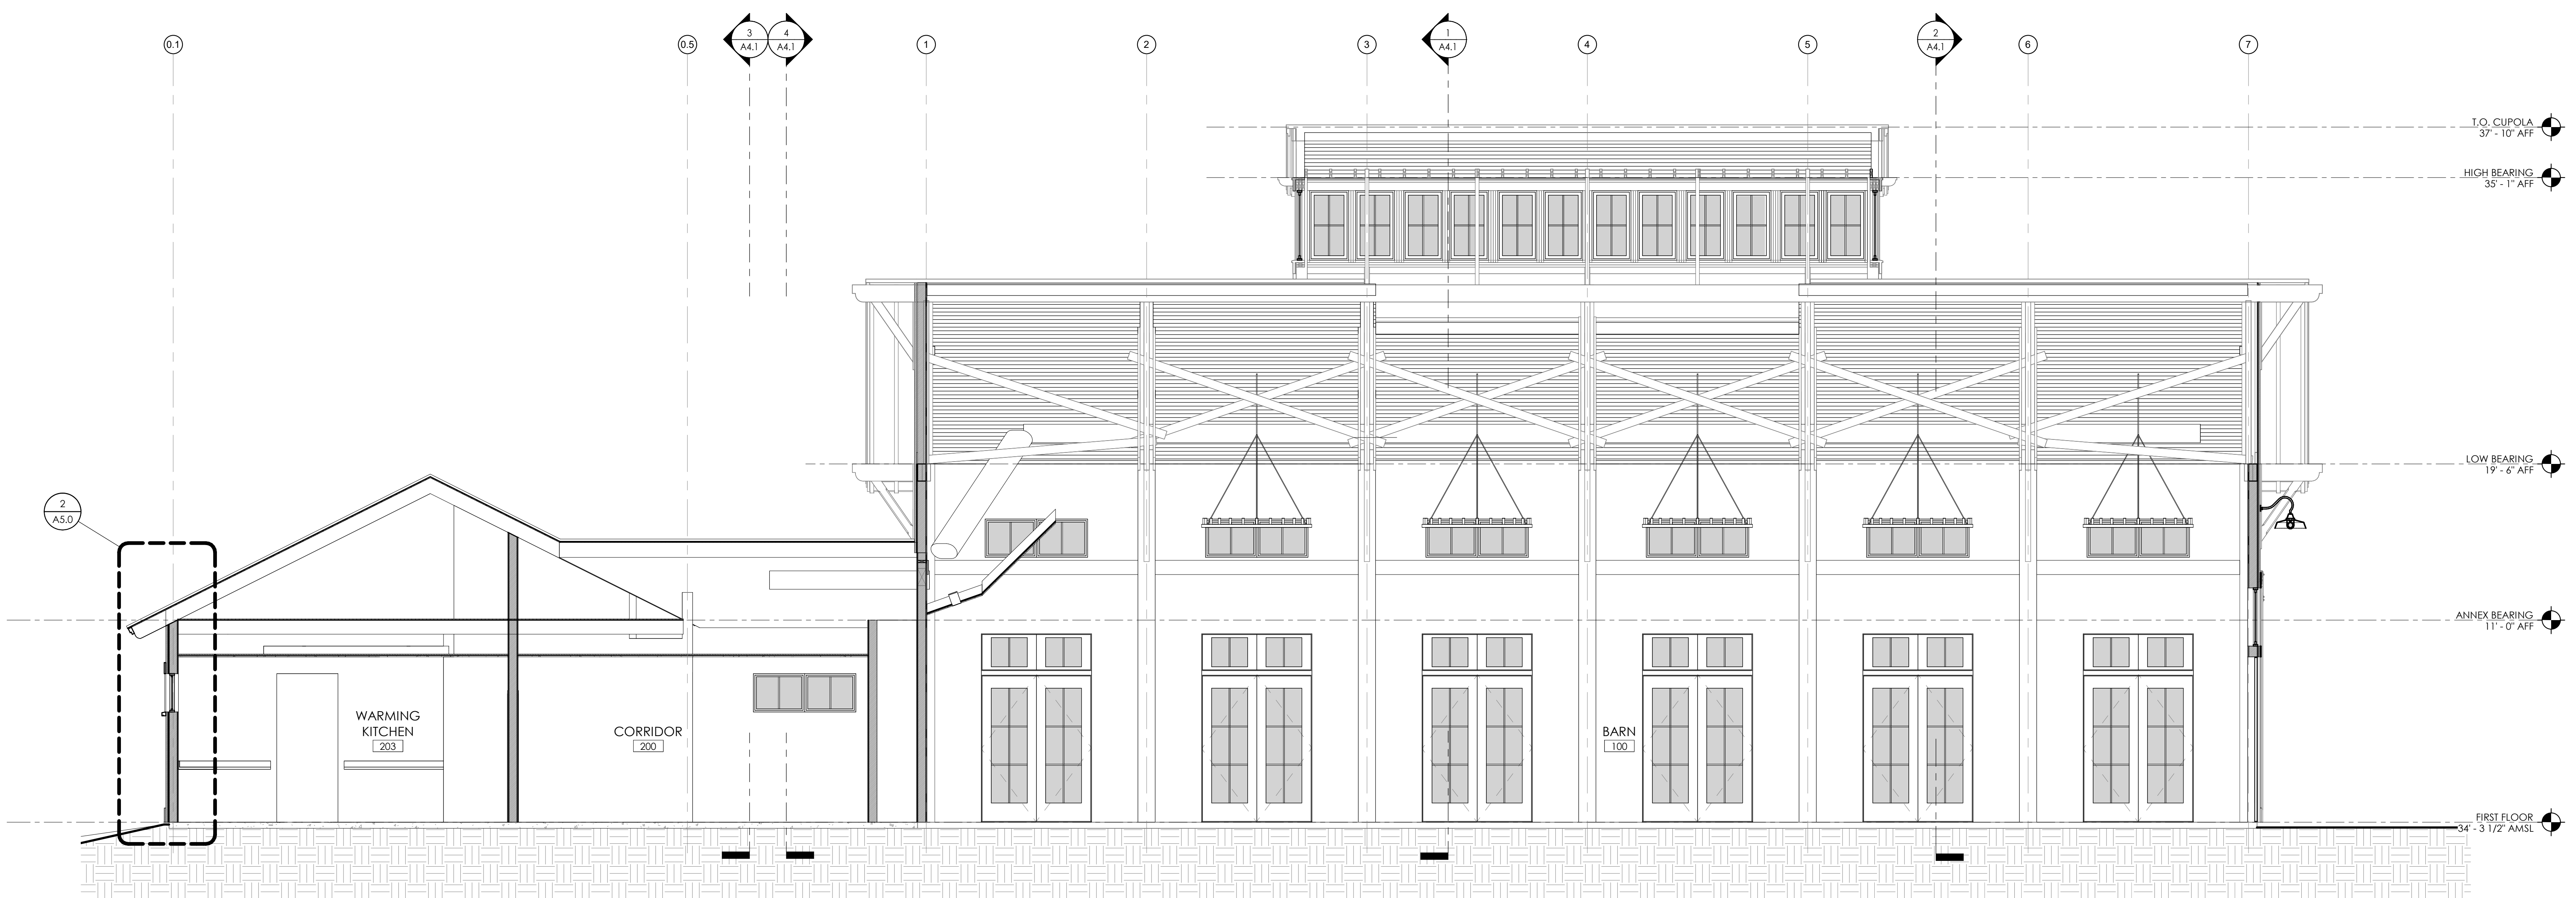 0.1
0.5
3
A4.1
4
A4.1
1
2
3
1
A4.1
4
5
2
A4.1
6
7
T.O. CUPOLA
37' - 10" AFF
HIGH BEARING
35' - 1" AFF
LOW BEARING
19' - 6" AFF
2
A5.0
ANNEX BEARING
11' - 0" AFF
WARMING
KITCHEN
203
CORRIDOR
200
BARN
100
FIRST FLOOR
34' - 3 1/2" AMSL